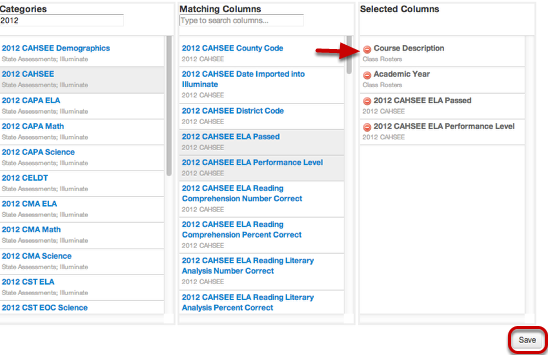 Categories
2012
2012 CAHSEE Demographics
State Assessments; Illuminate
2012 CAHSEE
State Assessments; Illuminate
2012 CAPA ELA
State Assessments; Illuminate
2012 CAPA Math
State Assessments; Illuminate
2012 CAPA Science
State Assessments; Illuminate
2012 CELDT
State Assessments; Illuminate
2012 CMA ELA
State Assessments; Illuminate
2012 CMA Math
State Assessments; Illuminate
2012 CMA Science
State Assessments; Illuminate
2012 CST ELA
State Assessments; Illuminate
2012 CST EOC Science
Matching Columns
Type to search columns...
2012 CAHSEE County Code
2012 CAHSEE
2012 CAHSEE Date Imported into
Illuminate
2012 CAHSEE
2012 CAHSEE District Code
2012 CAHSEE
2012 CAHSEE ELA Passed
2012 CAHSEE
2012 CAHSEE ELA Performance Level
2012 CAHSEE
2012 CAHSEE ELA Reading
Comprehension Number Correct
2012 CAHSEE
2012 CAHSEE ELA Reading
Comprehension Percent Correct
2012 CAHSEE
2012 CAHSEE ELA Reading Literary
Analysis Number Correct
2012 CAHSEE
2012 CAHSEE ELA Reading Literary
Analysis Percent Correct
Selected Columns
Course Description
Class Rosters
Academic Year
Class Rosters
2012 CAHSEE ELA Passed
2012 CAHSEE
2012 CAHSEE ELA Performance Level
2012 CAHSEE
Save